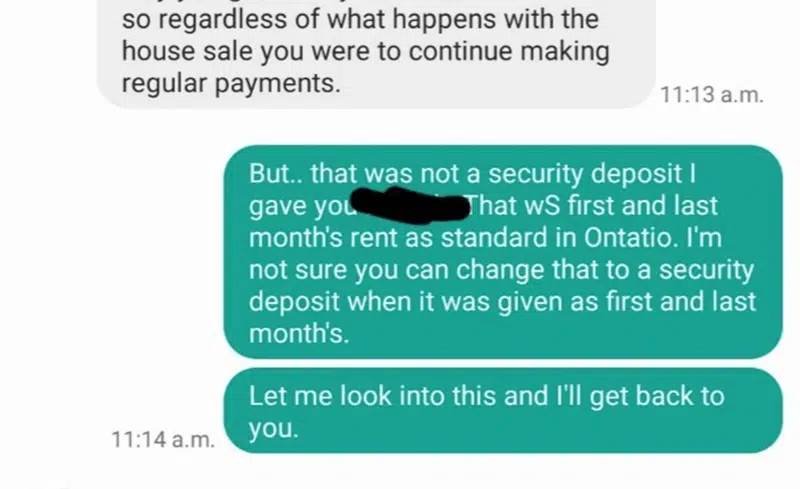 so regardless of what happens with the
house sale you were to continue making
regular payments.
11:13 a.m.
But.. that was not a security deposit I
gave you That wS first and last
month's rent as standard in Ontatio. I'm
not sure you can change that to a security
deposit when it was given as first and last
month's.
Let me look into this and I'll get back to
you.
11:14 a.m.